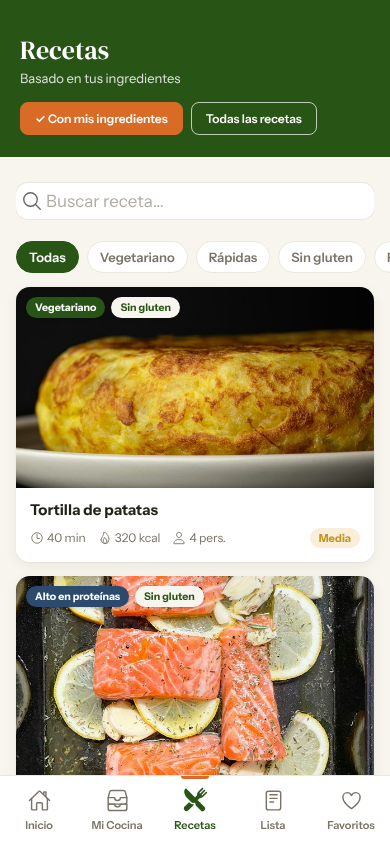 Recetas
Basado en tus ingredientes
✓ Con mis ingredientes
Todas las recetas
Buscar receta...
Todas
Vegetariano
Rápidas
Sin gluten
Vegetariano
Sin gluten
Tortilla de patatas
40 min
320 kcal
4 pers.
Media
Alto en proteínas
Sin gluten
Inicio
Mi Cocina
Recetas
Lista
Favoritos